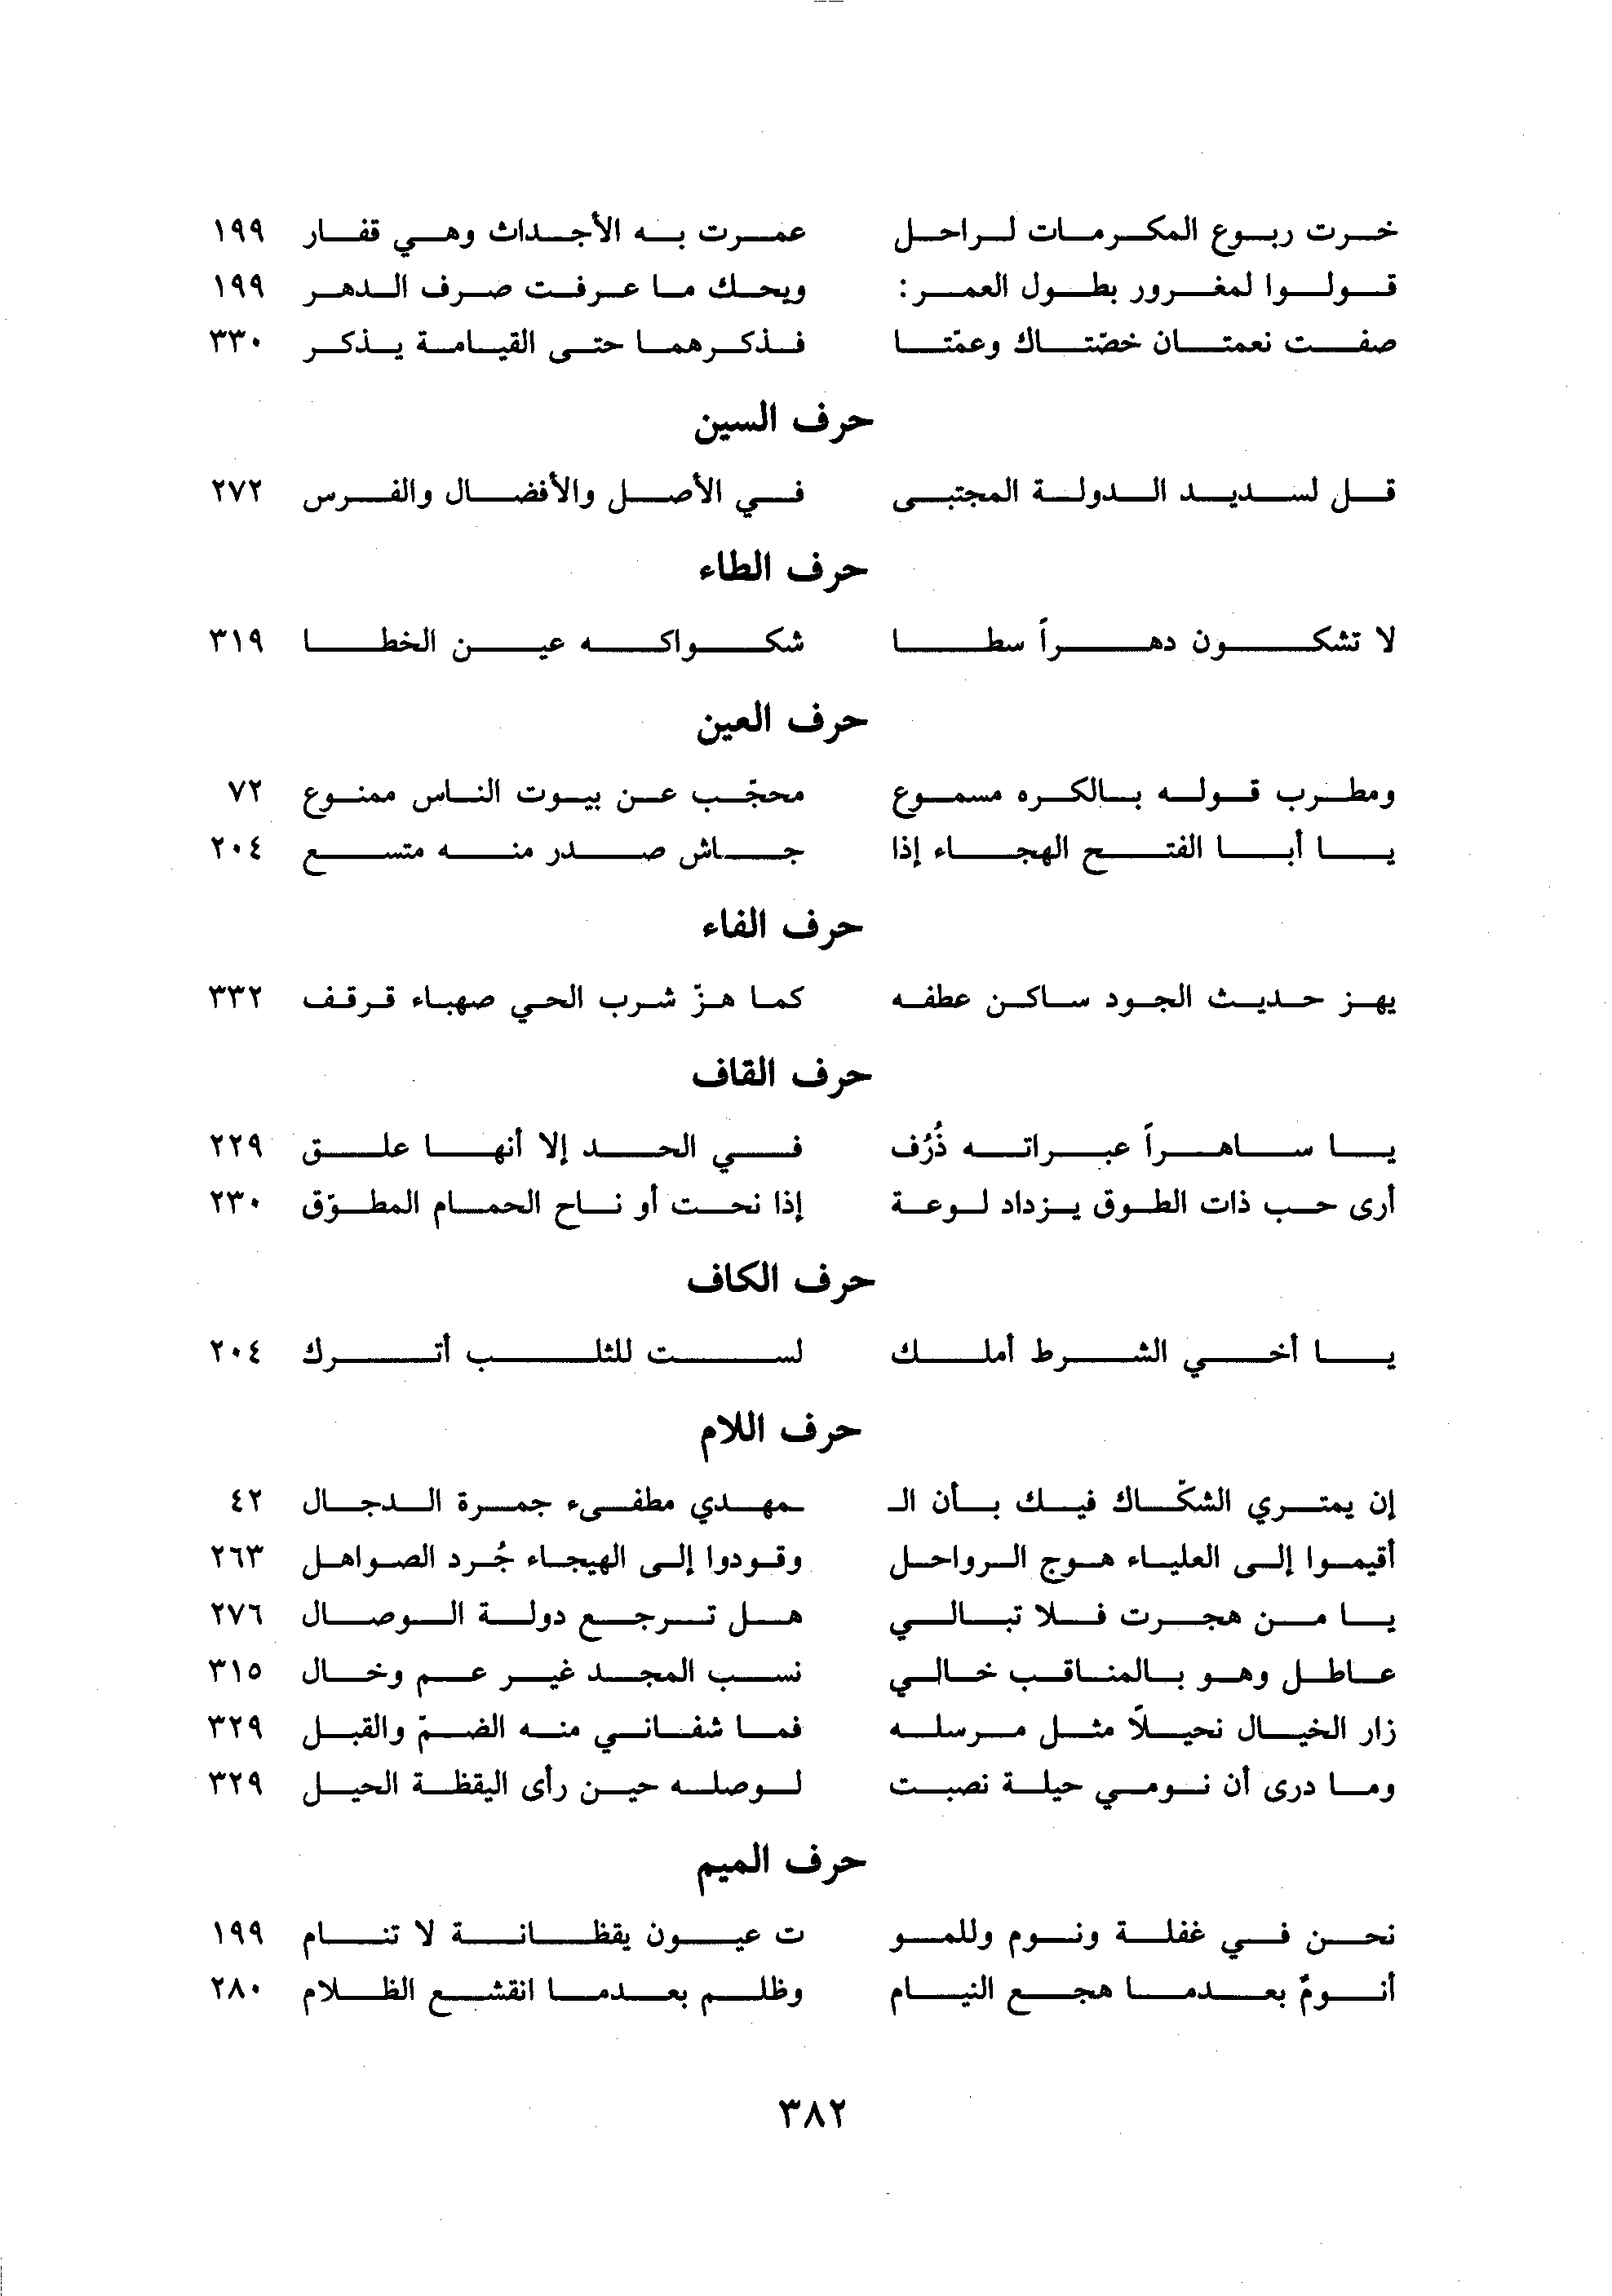 خرت ربوع المكرمات لراحل عمرت به الأجداث وهي قفار ١٩٩
قولوا لمغرور بطول العمر: ويحك ما عرفت صرف الدهر ١٩٩
صفت نعمتان خصّتاك وعمّتا فذكرهما حتى القيامة يذكر ٣٣٠
حرف السين
قل لسديد الدولة المجتبى في الأصل والأفضال والفرس ٢٧٢
حرف الطاء
لا تشكون دهراً سطا شكواكه عين الخطا ٣١٩
حرف العين
ومطرب قوله بالكره مسموع محجّب عن بيوت الناس ممنوع ٧٢
يا أبا الفتح الهجاء إذا جاش صدر منه متسع ٢٠٤
حرف الفاء
يهز حديث الجود ساكن عطفه كما هزّ شرب الحي صهباء قرقف ٣٣٢
حرف القاف
يا ساهراً عبراته ذُرُف في الحد إلا أنها علق ٢٢٩
أرى حب ذات الطوق يزداد لوعة إذا نحت أو ناح الحمام المطوّق ٢٣٠
حرف الكاف
يا أخي الشرط أملك لست للثلب أترك ٢٠٤
حرف اللام
إن يمتري الشكّاك فيك بأن الـ ـمهدي مطفىء جمرة الدجال ٤٢
أقيموا إلى العلياء هوج الرواحل وقودوا إلى الهيجاء جُرد الصواهل ٢٦٣
يا من هجرت فلا تبالي هل ترجع دولة الوصال ٢٧٦
عاطل وهو بالمناقب خالي نسب المجد غير عم وخال ٣١٥
زار الخيال نحيلاً مثل مرسله فما شفاني منه الضمّ والقبل ٣٢٩
وما درى أن نومي حيلة نصبت لوصله حين رأى اليقظة الحيل ٣٢٩
حرف الميم
نحن في غفلة ونوم وللمو ت عيون يقظانة لا تنام ١٩٩
أنومٌ بعدما هجع النيام وظلم بعدما انقشع الظلام ٢٨٠
٣٨٢